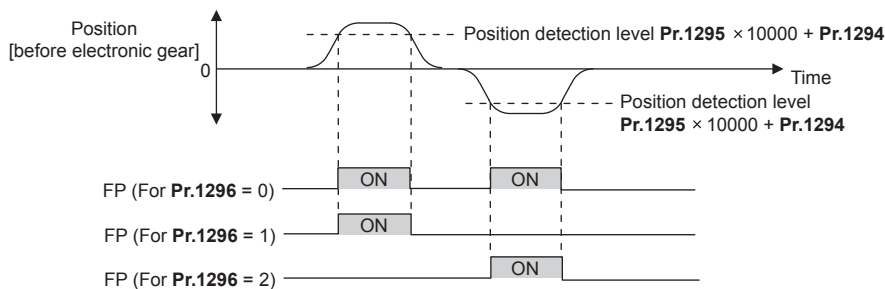 Position
[before electronic gear]
Position detection level Pr.1295 × 10000 + Pr.1294
0
Time
Position detection level
Pr.1295 × 10000 + Pr.1294
FP (For Pr.1296 = 0)
ON
ON
FP (For Pr.1296 = 1)
ON
FP (For Pr.1296 = 2)
ON